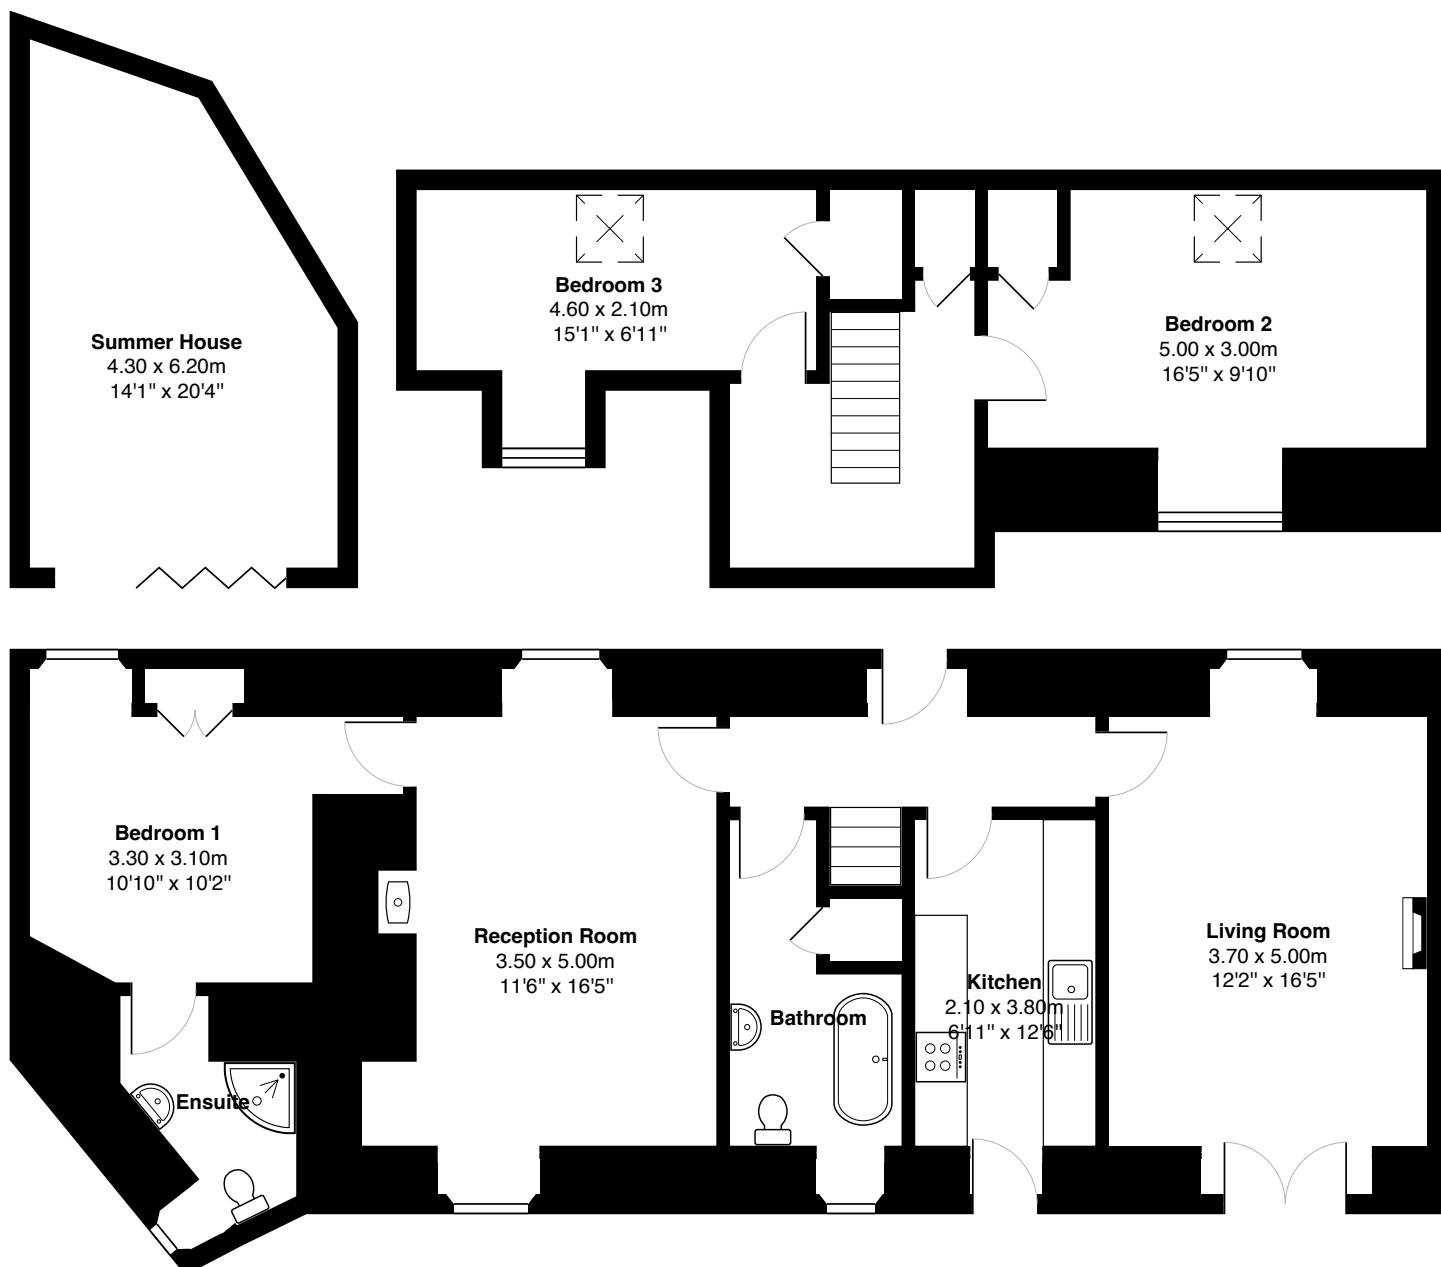 Summer House
4.30 x 6.20m
14'1" x 20'4"
Bedroom 3
4.60 x 2.10m
15'1" x 6'11"
Bedroom 2
5.00 x 3.00m
16'5" x 9'10"
Bedroom 1
3.30 x 3.10m
10'10" x 10'2"
Reception Room
3.50 x 5.00m
11'6" x 16'5"
Bathroom
Kitchen
2.10 x 3.80m
6'11" x 12'6"
Living Room
3.70 x 5.00m
12'2" x 16'5"
Ensuite